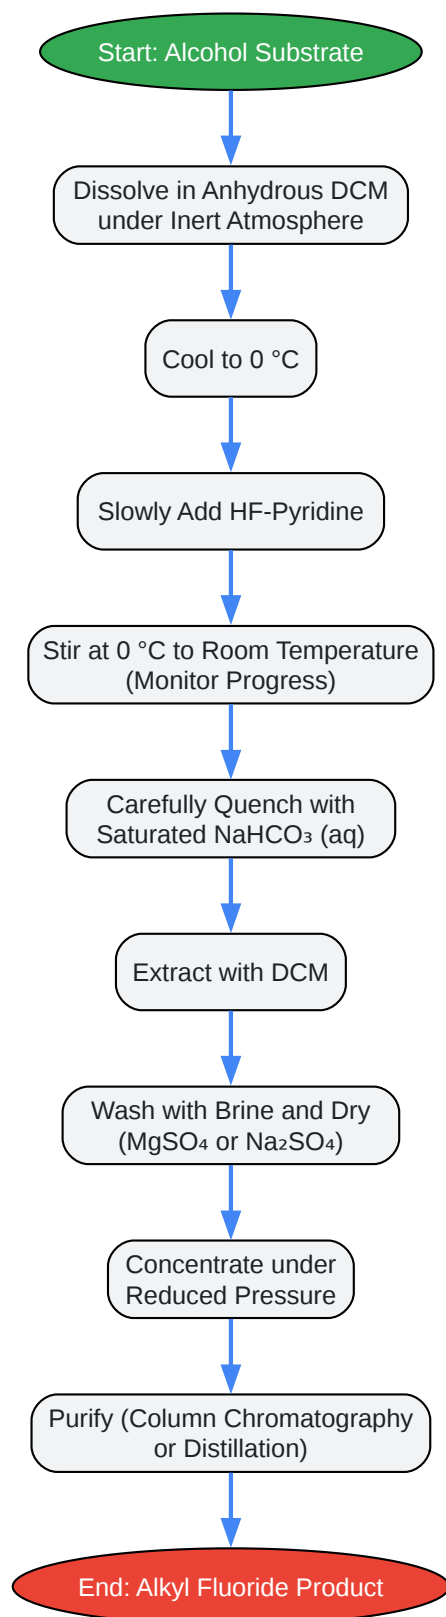 Start: Alcohol Substrate
Dissolve in Anhydrous DCM
under Inert Atmosphere
Cool to 0 °C
Slowly Add HF-Pyridine
Stir at 0 °C to Room Temperature
(Monitor Progress)
Carefully Quench with
Saturated NaHCO₃ (aq)
Extract with DCM
Wash with Brine and Dry
(MgSO₄ or Na₂SO₄)
Concentrate under
Reduced Pressure
Purify (Column Chromatography
or Distillation)
End: Alkyl Fluoride Product